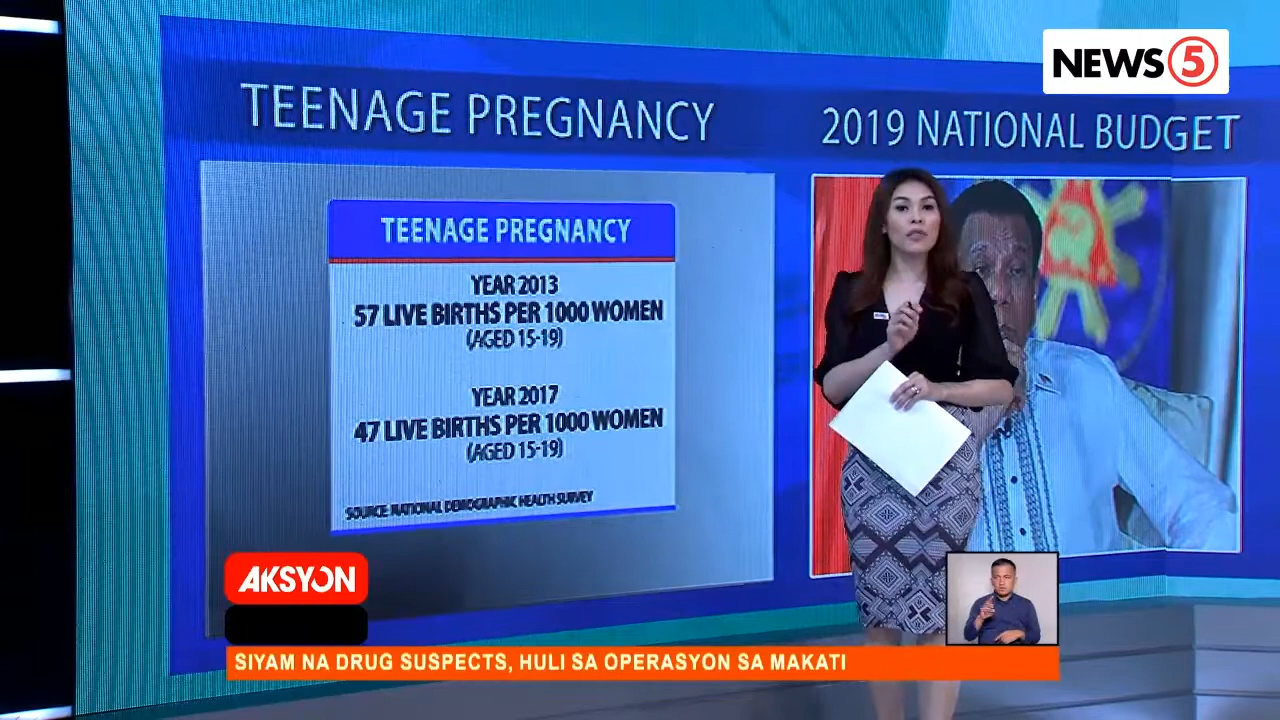 NEWS 5
TEENAGE PREGNANCY
2019 NATIONAL BUDGET
TEENAGE PREGNANCY
YEAR 2013
57 LIVE BIRTHS PER 1000 WOMEN
(AGED 15-19)
YEAR 2017
47 LIVE BIRTHS PER 1000 WOMEN
(AGED 15-19)
SOURCE: NATIONAL DEMOGRAPHIC HEALTH SURVEY
AKSYON
SIYAM NA DRUG SUSPECTS, HULI SA OPERASYON SA MAKATI